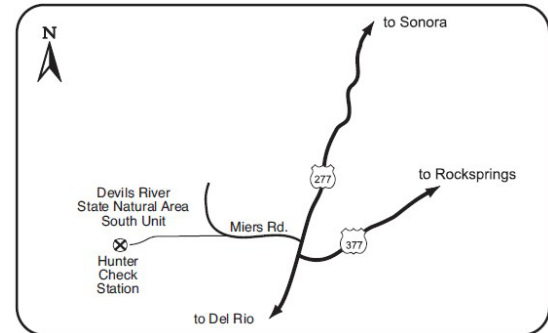 N
to Sonora
277
to Rocksprings
Devils River
State Natural Area
South Unit
Miers Rd.
377
Hunter
Check
Station
to Del Rio